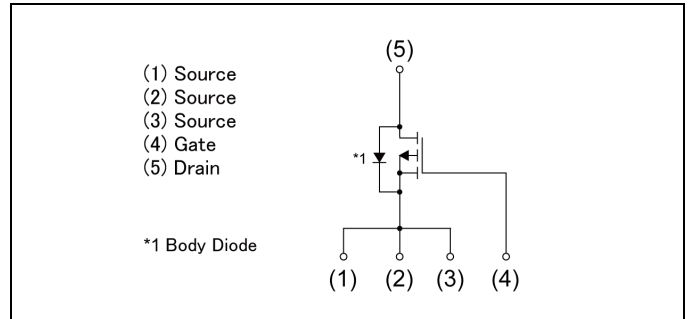 (5)
(1) Source
(2) Source
(3) Source
(4) Gate
(5) Drain
*1
*1 Body Diode
(1) (2) (3) (4)